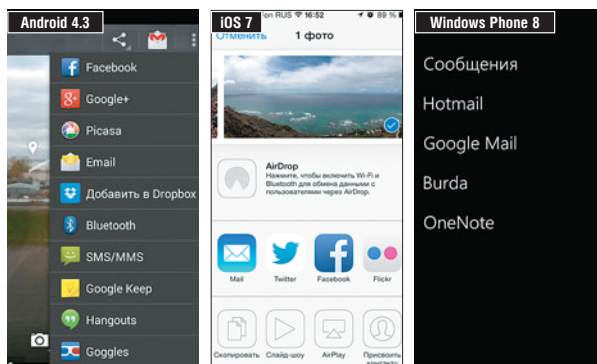 Android 4.3
Facebook
Google+
Picasa
Email
Добавить в Dropbox
Bluetooth
SMS/MMS
Google Keep
Hangouts
Goggles
iOS 7
on RUS 16:52 89 %
Отменить 1 фото
AirDrop
Нажмите, чтобы включить Wi-Fi и
Bluetooth для обмена данными с
пользователями через AirDrop.
Mail Twitter Facebook Flickr
Скопировать Слайд-шоу AirPlay Присвоить
контакту
Windows Phone 8
Сообщения
Hotmail
Google Mail
Burda
OneNote